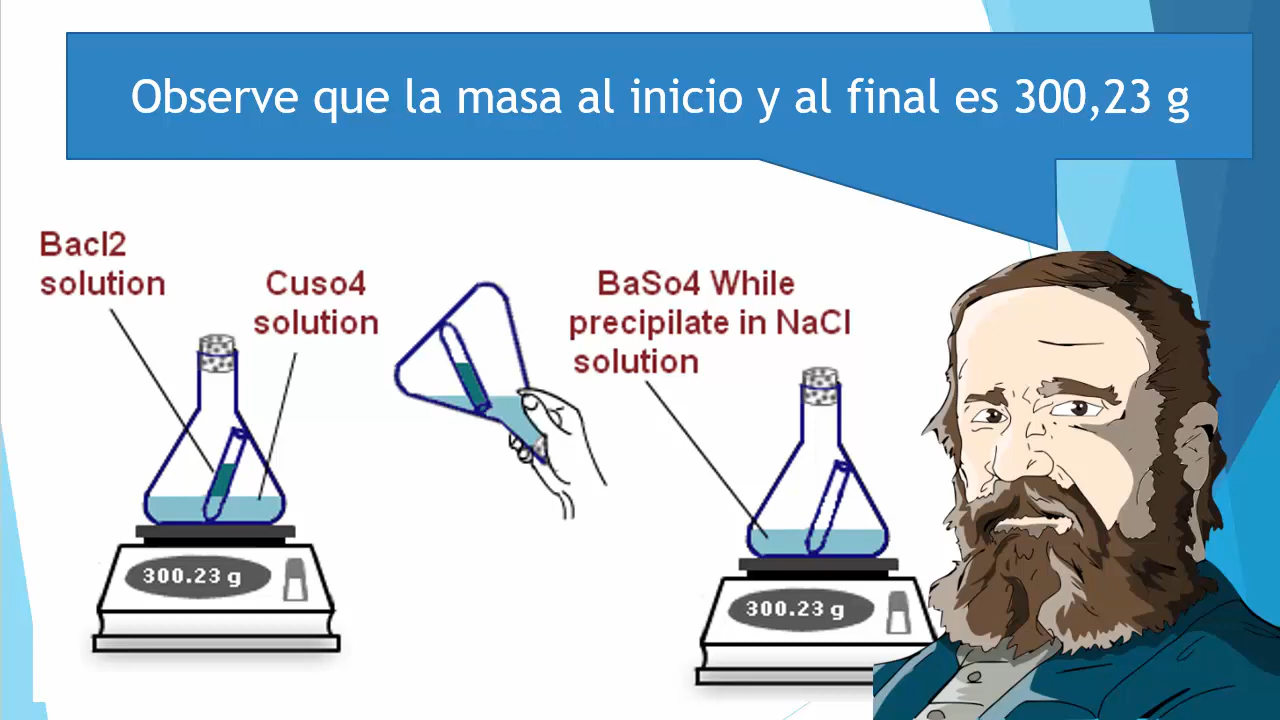 Observe que la masa al inicio y al final es 300,23 g
Bacl2
solution
Cuso4
solution
BaSo4 While
precipilate in NaCl
solution
300.23 g
300.23 g